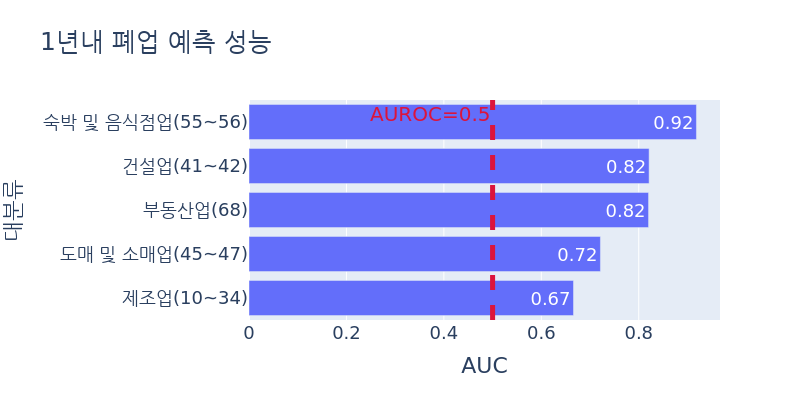 1년내 폐업 예측 성능
대분류
숙박 및 음식점업(55~56)
AUROC=0.5
0.92
건설업(41~42)
0.82
부동산업(68)
0.82
도매 및 소매업(45~47)
0.72
제조업(10~34)
0.67
0 0.2 0.4 0.6 0.8
AUC